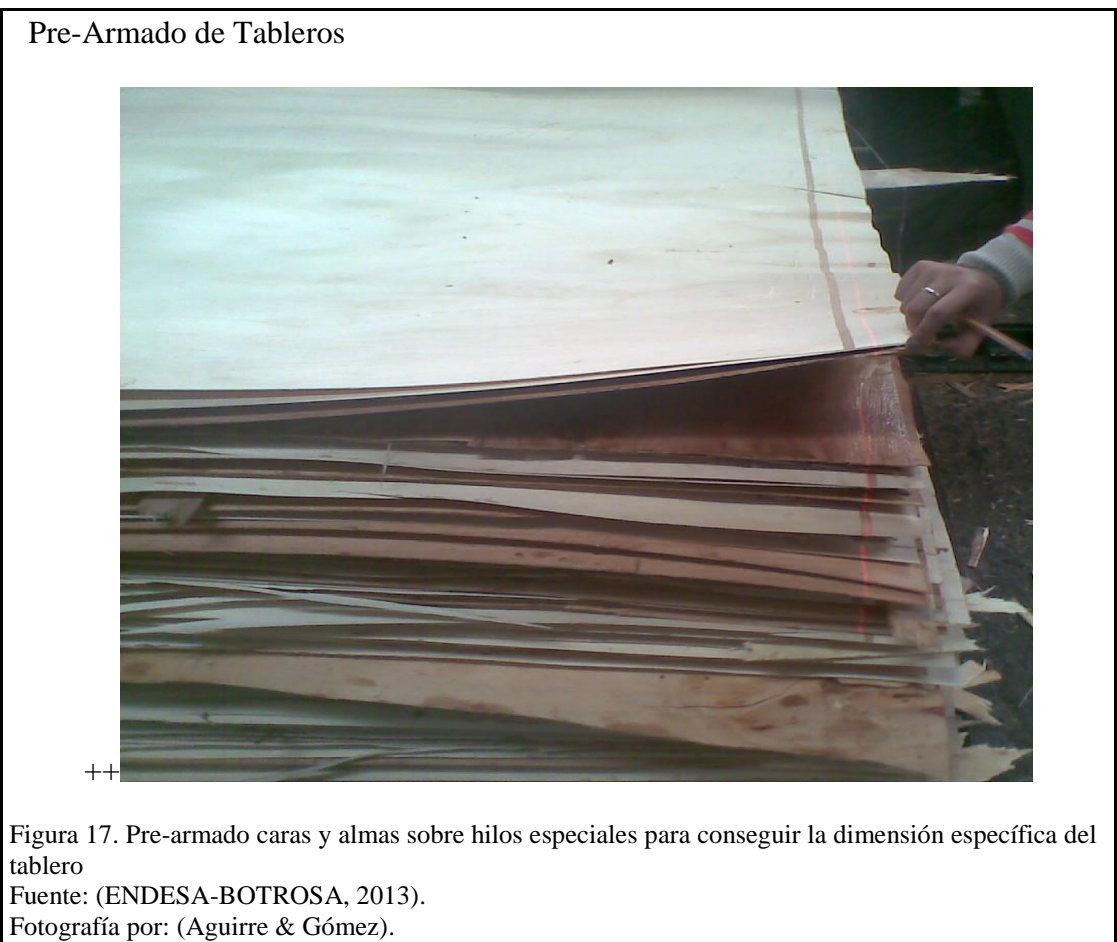 Pre-Armado de Tableros
++
Figura 17. Pre-armado caras y almas sobre hilos especiales para conseguir la dimensión específica del
tablero
Fuente: (ENDESA-BOTROSA, 2013).
Fotografía por: (Aguirre & Gómez).